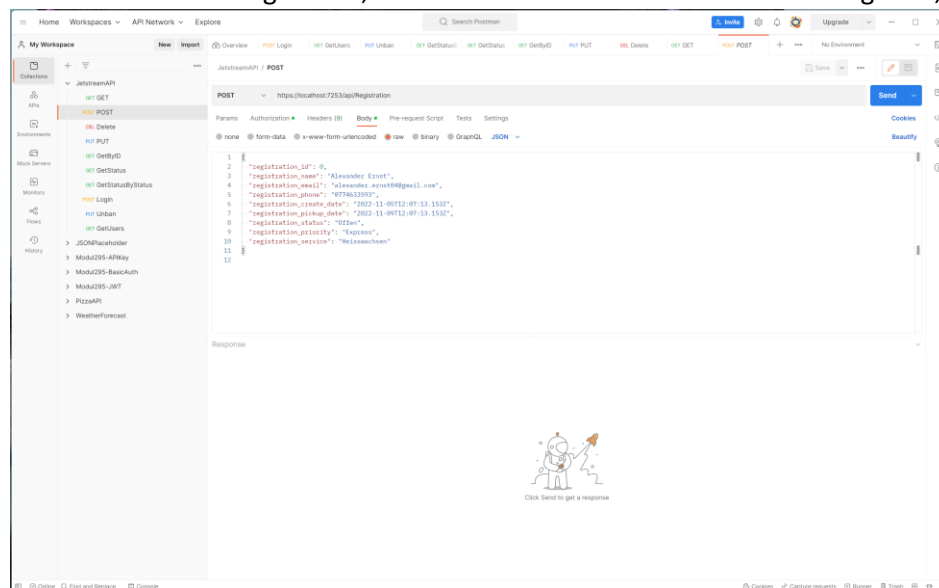 Home Workspaces API Network Explore Search Postman Invite Upgrade
My Workspace New Import Overview POST Login GET GetUsers PUT Unban GET GetStatus GET GetStatus GET GetByID PUT PUT DEL Delete GET GET POST POST No Environment
Collections
APIs
Environments
Mock Servers
Monitors
Flows
History
JetstreamAPI
GET GET
POST POST
DEL Delete
PUT PUT
GET GetByID
GET GetStatus
GET GetStatusByStatus
POST Login
PUT Unban
GET GetUsers
JSONPlaceholder
Modul295-APIKey
Modul295-BasicAuth
Modul295-JWT
PizzaAPI
WeatherForecast
JetstreamAPI / POST Save
POST https://localhost:7253/api/Registration Send
Params Authorization Headers (9) Body Pre-request Script Tests Settings Cookies
none form-data x-www-form-urlencoded raw binary GraphQL JSON Beautify
1 {
2 "registration_id": 0,
3 "registration_name": "Alexander Ernst",
4 "registration_email": "alexander.ernst04@gmail.com",
5 "registration_phone": "0774633593",
6 "registration_create_date": "2022-11-05T12:07:13.153Z",
7 "registration_pickup_date": "2022-11-09T12:07:13.153Z",
8 "registration_status": "Offen",
9 "registration_priority": "Express",
10 "registration_service": "Heisswachsen"
11 }
12
Response
Click Send to get a response
Online Find and Replace Console Cookies Capture requests Runner Trash